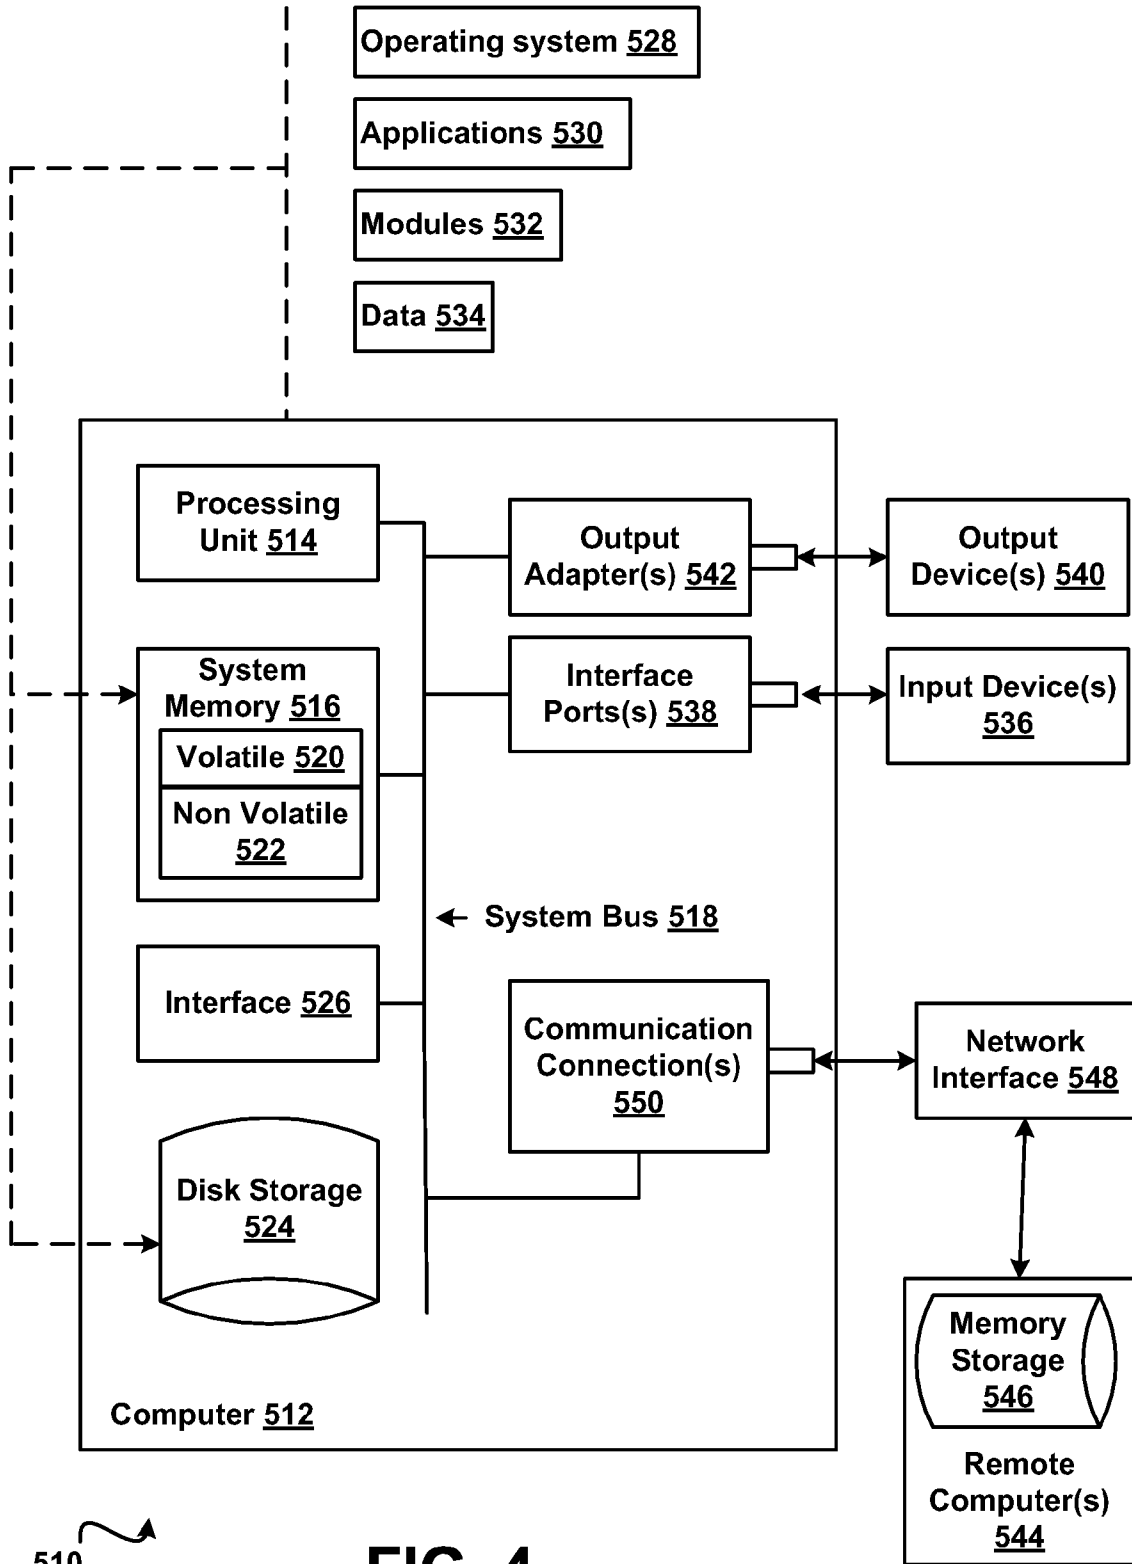 Operating system 528
Applications 530
Modules 532
Data 534
Processing
Unit 514
Output
Adapter(s) 542
Output
Device(s) 540
System
Memory 516
Volatile 520
Non Volatile
522
Interface
Ports(s) 538
Input Device(s)
536
System Bus 518
Interface 526
Communication
Connection(s)
550
Network
Interface 548
Disk Storage
524
Memory
Storage
546
Remote
Computer(s)
544
Computer 512
510
FIG. 4